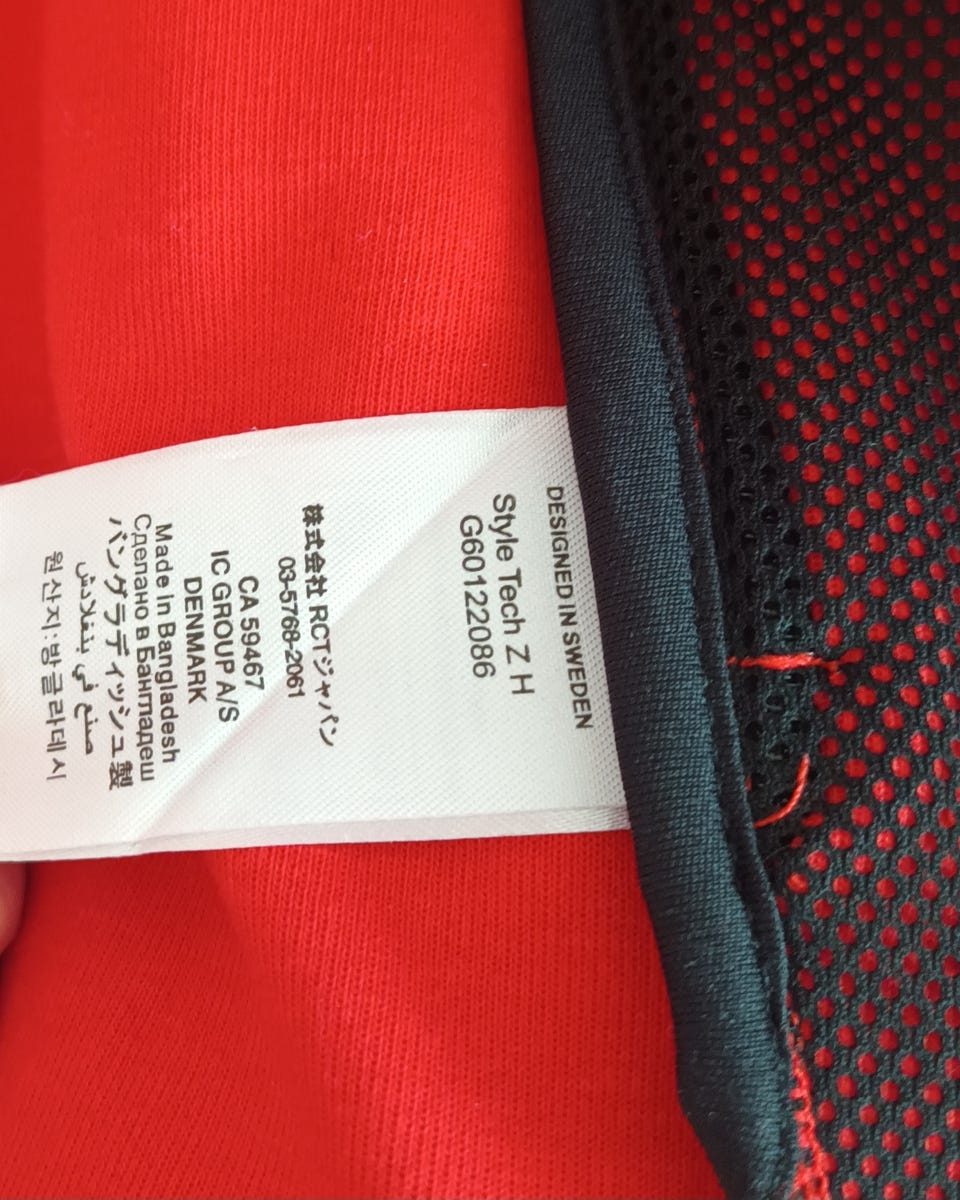 DESIGNED IN SWEDEN
Style Tech Z H
G60122086
株式会社 RCTジャパン
03-5768-2061
CA 59467
IC GROUP A/S
DENMARK
Made in Bangladesh
Сделано в Бангладеш
バングラディッシュ製
صنع في بنغلادش
원산지:방글라데시